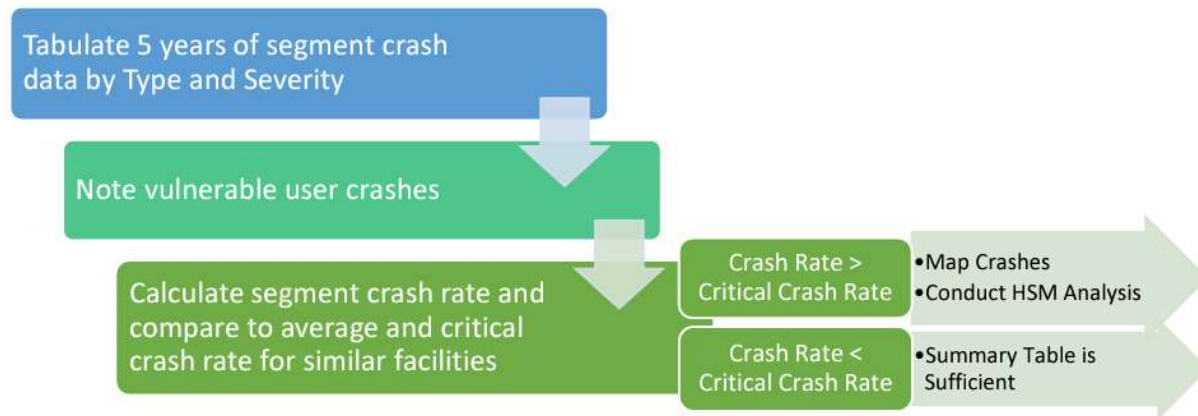 Tabulate 5 years of segment crash
data by Type and Severity
Note vulnerable user crashes
Calculate segment crash rate and
compare to average and critical
crash rate for similar facilities
Crash Rate >
Critical Crash Rate
•Map Crashes
•Conduct HSM Analysis
Crash Rate <
Critical Crash Rate
•Summary Table is
Sufficient